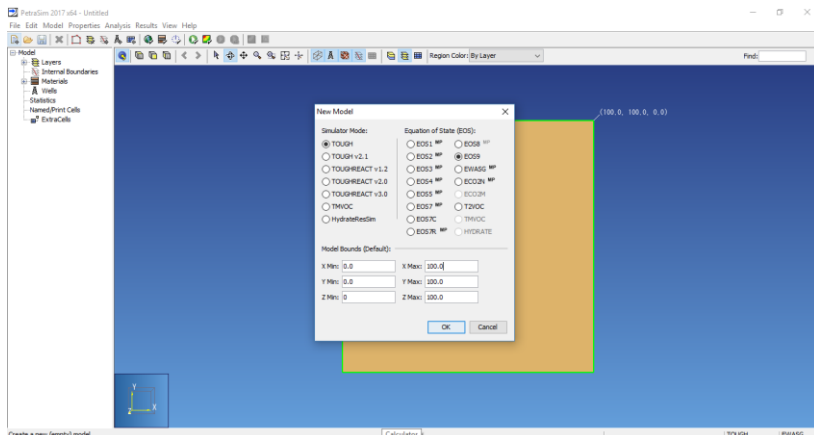 PetraSim 2017 x64 - Untitled
File Edit Model Properties Analysis Results View Help
Region Color: By Layer
Find:
Model
Layers
Internal Boundaries
Materials
Wells
Statistics
Named/Print Cells
ExtraCells
(100.0, 100.0, 0.0)
New Model
Simulator Mode:
TOUGH
TOUGH v2.1
TOUGHREACT v1.2
TOUGHREACT v2.0
TOUGHREACT v3.0
TMVOC
HydrateResSim
Equation of State (EOS):
EOS1 MP EOS8 MP
EOS2 MP EOS9
EOS3 MP EWASG MP
EOS4 MP ECO2N MP
EOS5 MP ECO2M
EOS7 MP T2VOC
EOS7C TMVOC
EOS7R MP HYDRATE
Model Bounds (Default):
X Min: 0.0 X Max: 100.0
Y Min: 0.0 Y Max: 100.0
Z Min: 0 Z Max: 100.0
OK Cancel
Y
Z X
Create a new (empty) model
Calculator
TOUGH EWASG